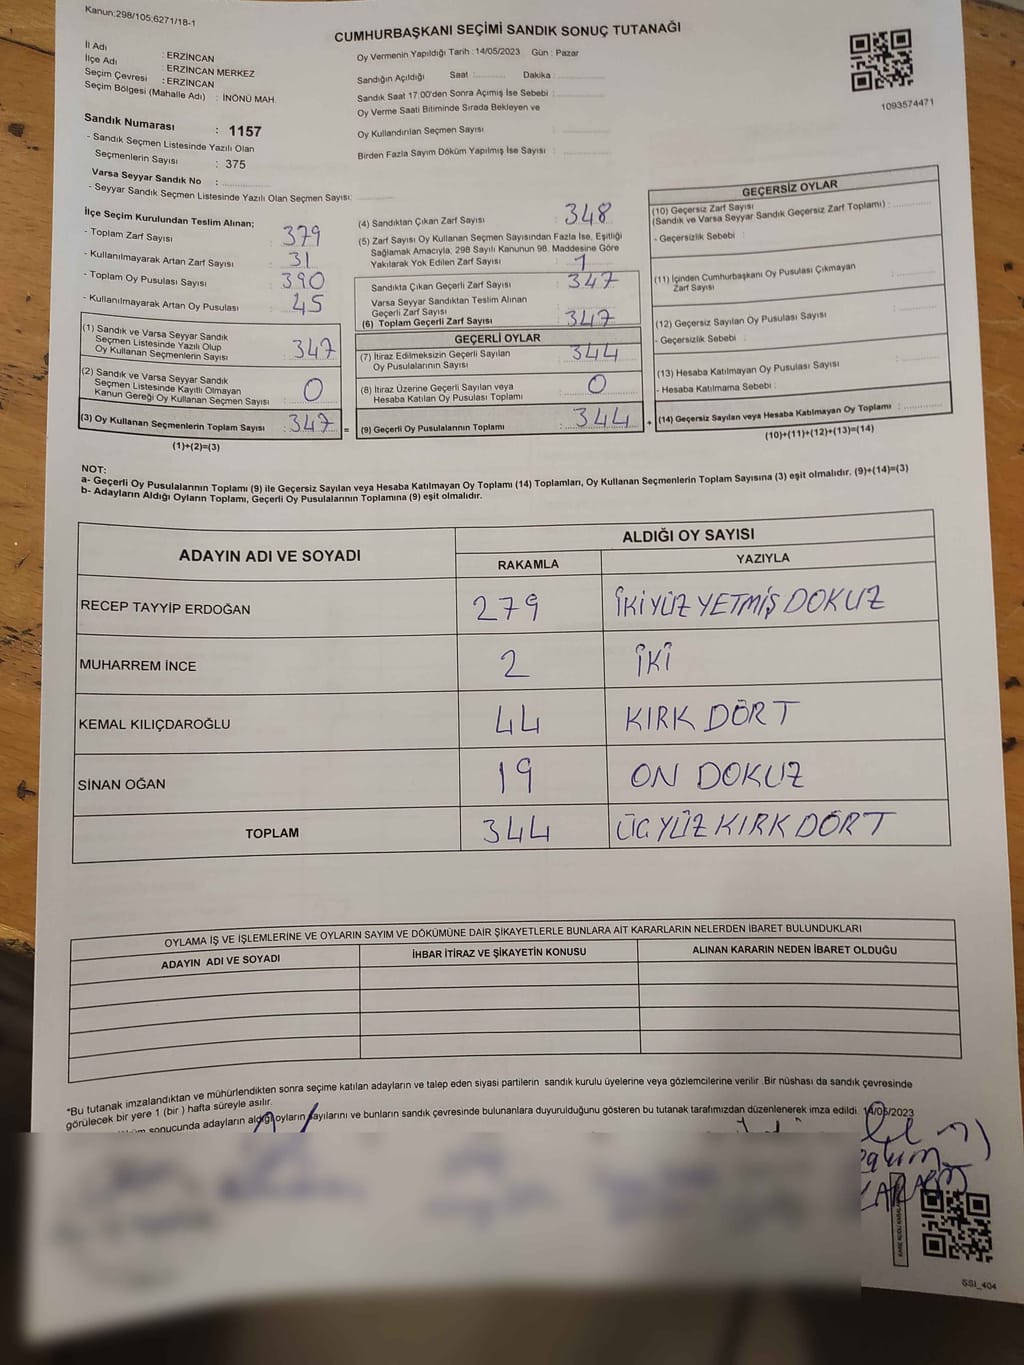 Kanun:298/105,6271/18-1
CUMHURBAŞKANI SEÇİMİ SANDIK SONUÇ TUTANAĞI
İl Adı : ERZİNCAN
İlçe Adı : ERZİNCAN MERKEZ
Seçim Çevresi : ERZİNCAN
Seçim Bölgesi (Mahalle Adı) : İNÖNÜ MAH.
Sandık Numarası : 1157
- Sandık Seçmen Listesinde Yazılı Olan
Seçmenlerin Sayısı : 375
Varsa Seyyar Sandık No :
- Seyyar Sandık Seçmen Listesinde Yazılı Olan Seçmen Sayısı:
Oy Vermenin Yapıldığı Tarih : 14/05/2023 Gün : Pazar
Sandığın Açıldığı Saat : Dakika :
Sandık Saat 17:00'den Sonra Açımış İse Sebebi :
Oy Verme Saati Bitiminde Sırada Bekleyen ve
Oy Kullandırılan Seçmen Sayısı :
Birden Fazla Sayım Döküm Yapılmış İse Sayısı :
1093574471
İlçe Seçim Kurulundan Teslim Alınan;
- Toplam Zarf Sayısı : 379
- Kullanılmayarak Artan Zarf Sayısı : 31
- Toplam Oy Pusulası Sayısı : 390
- Kullanılmayarak Artan Oy Pusulası : 45
(1) Sandık ve Varsa Seyyar Sandık
Seçmen Listesinde Yazılı Olup
Oy Kullanan Seçmenlerin Sayısı : 347
(2) Sandık ve Varsa Seyyar Sandık
Seçmen Listesinde Kayıtlı Olmayan
Kanun Gereği Oy Kullanan Seçmen Sayısı : 0
(3) Oy Kullanan Seçmenlerin Toplam Sayısı : 347 =
(1)+(2)=(3)
(4) Sandıktan Çıkan Zarf Sayısı : 348
(5) Zarf Sayısı Oy Kullanan Seçmen Sayısından Fazla İse, Eşitliği
Sağlamak Amacıyla, 298 Sayılı Kanunun 98. Maddesine Göre
Yakılarak Yok Edilen Zarf Sayısı : 1
Sandıkta Çıkan Geçerli Zarf Sayısı : 347
Varsa Seyyar Sandıktan Teslim Alınan
Geçerli Zarf Sayısı :
(6) Toplam Geçerli Zarf Sayısı 347
GEÇERLİ OYLAR
(7) İtiraz Edilmeksizin Geçerli Sayılan
Oy Pusulalarının Sayısı : 344
(8) İtiraz Üzerine Geçerli Sayılan veya
Hesaba Katılan Oy Pusulası Toplamı : 0
(9) Geçerli Oy Pusulalarının Toplamı : 344 +
GEÇERSİZ OYLAR
(10) Geçersiz Zarf Sayısı
(Sandık ve Varsa Seyyar Sandık Geçersiz Zarf Toplamı) :
- Geçersizlik Sebebi :
(11) İçinden Cumhurbaşkanı Oy Pusulası Çıkmayan
Zarf Sayısı :
(12) Geçersiz Sayılan Oy Pusulası Sayısı :
- Geçersizlik Sebebi :
(13) Hesaba Katılmayan Oy Pusulası Sayısı :
- Hesaba Katılmama Sebebi :
(14) Geçersiz Sayılan veya Hesaba Katılmayan Oy Toplamı :
(10)+(11)+(12)+(13)=(14)
NOT:
a- Geçerli Oy Pusulalarının Toplamı (9) ile Geçersiz Sayılan veya Hesaba Katılmayan Oy Toplamı (14) Toplamları, Oy Kullanan Seçmenlerin Toplam Sayısına (3) eşit olmalıdır. (9)+(14)=(3)
b- Adayların Aldığı Oyların Toplamı, Geçerli Oy Pusulalarının Toplamına (9) eşit olmalıdır.
ADAYIN ADI VE SOYADI ALDIĞI OY SAYISI
RAKAMLA YAZIYLA
RECEP TAYYİP ERDOĞAN 279 İKİYÜZ YETMİŞ DOKUZ
MUHARREM İNCE 2 İKİ
KEMAL KILIÇDAROĞLU 44 KIRK DÖRT
SİNAN OĞAN 19 ON DOKUZ
TOPLAM 344 ÜÇ YÜZ KIRK DÖRT
OYLAMA İŞ VE İŞLEMLERİNE VE OYLARIN SAYIM VE DÖKÜMÜNE DAİR ŞİKAYETLERLE BUNLARA AİT KARARLARIN NELERDEN İBARET BULUNDUKLARI
ADAYIN ADI VE SOYADI İHBAR İTİRAZ VE ŞİKAYETİN KONUSU ALINAN KARARIN NEDEN İBARET OLDUĞU
"Bu tutanak imzalandıktan ve mühürlendikten sonra seçime katılan adayların ve talep eden siyasi partilerin sandık kurulu üyelerine veya gözlemcilerine verilir .Bir nüshası da sandık çevresinde
görülecek bir yere 1 (bir ) hafta süreyle asılır.
sonucunda adayların aldığı oyların sayılarını ve bunların sandık çevresinde bulunanlara duyurulduğunu gösteren bu tutanak tarafımızdan düzenlenerek imza edildi. 14/05/2023
SSI_404